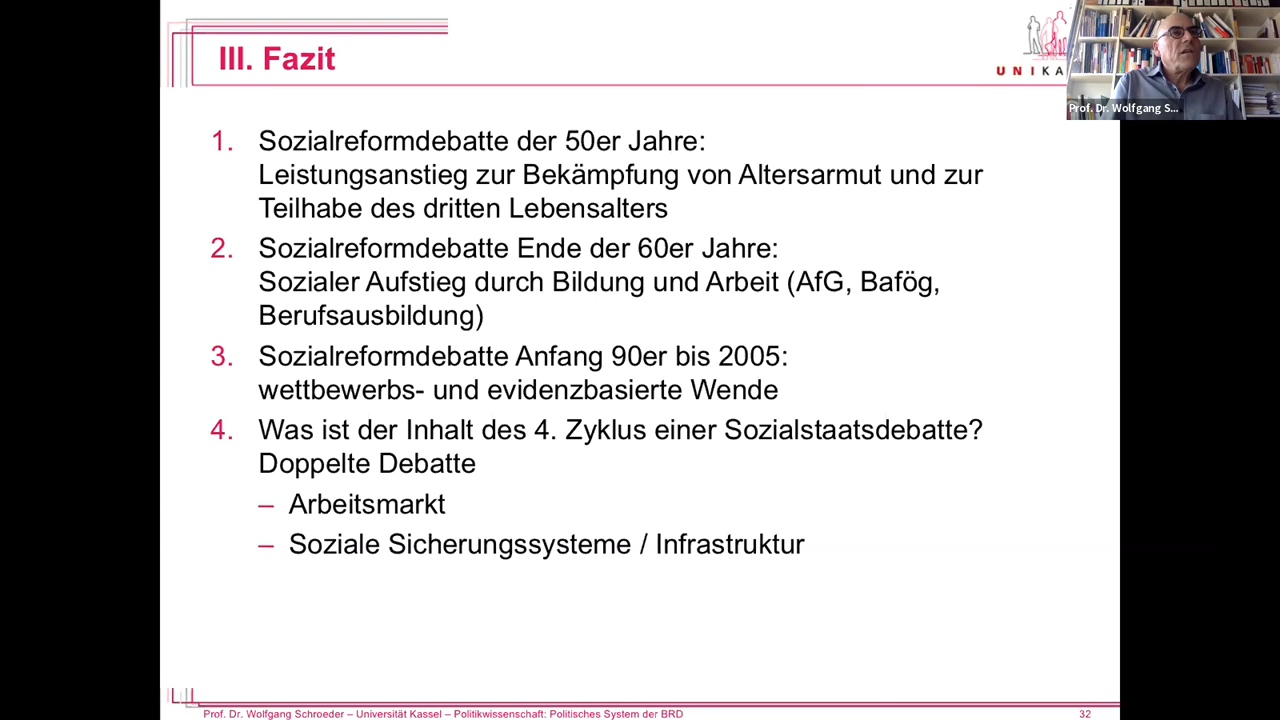 III. Fazit
UNIKA
Prof. Dr. Wolfgang S...
1. Sozialreformdebatte der 50er Jahre:
Leistungsanstieg zur Bekämpfung von Altersarmut und zur
Teilhabe des dritten Lebensalters
2. Sozialreformdebatte Ende der 60er Jahre:
Sozialer Aufstieg durch Bildung und Arbeit (AfG, Bafög,
Berufsausbildung)
3. Sozialreformdebatte Anfang 90er bis 2005:
wettbewerbs- und evidenzbasierte Wende
4. Was ist der Inhalt des 4. Zyklus einer Sozialstaatsdebatte?
Doppelte Debatte
– Arbeitsmarkt
– Soziale Sicherungssysteme / Infrastruktur
Prof. Dr. Wolfgang Schroeder – Universität Kassel – Politikwissenschaft: Politisches System der BRD
32